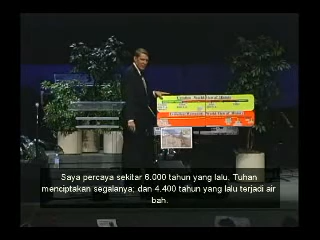 Saya percaya sekitar 6.000 tahun yang lalu. Tuhan
menciptakan segalanya; dan 4.400 tahun yang lalu terjadi air
bah.